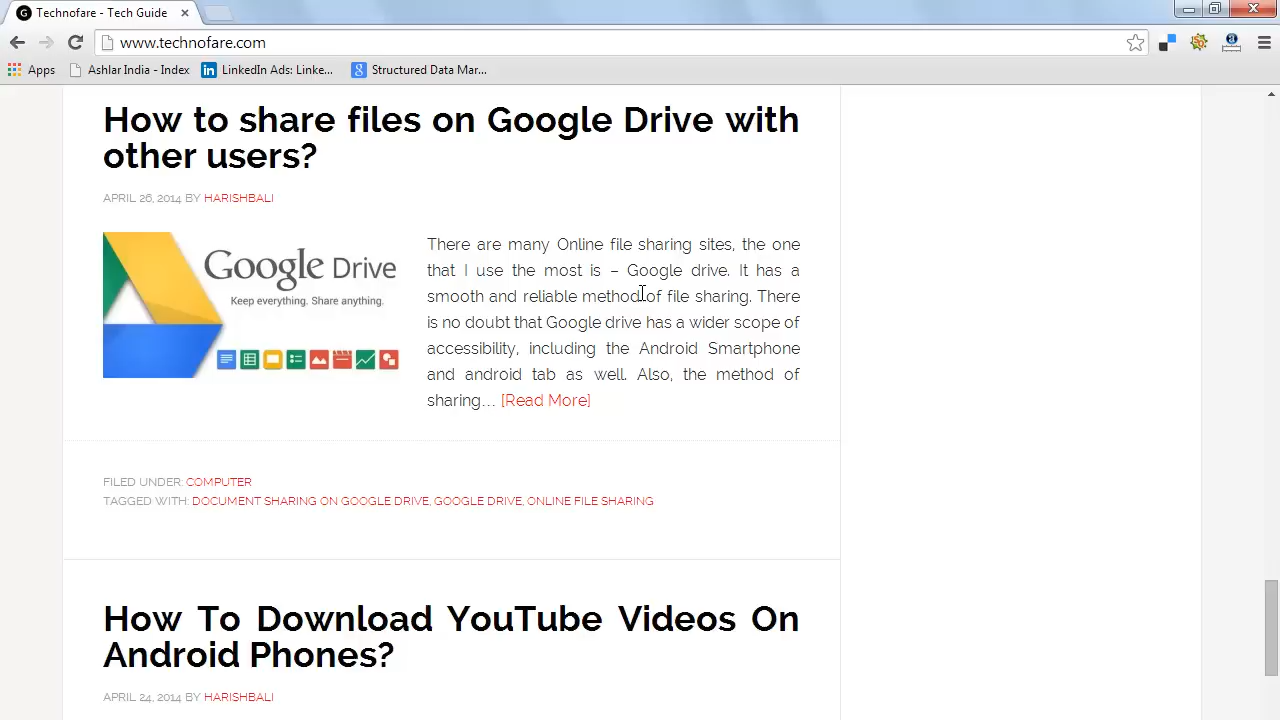 Technofare - Tech Guide
www.technofare.com
Apps Ashlar India - Index LinkedIn Ads: Linke... Structured Data Mar...
How to share files on Google Drive with
other users?
APRIL 26, 2014 BY HARISHBALI
Google Drive
Keep everything. Share anything.
There are many Online file sharing sites, the one
that I use the most is – Google drive. It has a
smooth and reliable method of file sharing. There
is no doubt that Google drive has a wider scope of
accessibility, including the Android Smartphone
and android tab as well. Also, the method of
sharing... [Read More]
FILED UNDER: COMPUTER
TAGGED WITH: DOCUMENT SHARING ON GOOGLE DRIVE, GOOGLE DRIVE, ONLINE FILE SHARING
How To Download YouTube Videos On
Android Phones?
APRIL 24, 2014 BY HARISHBALI